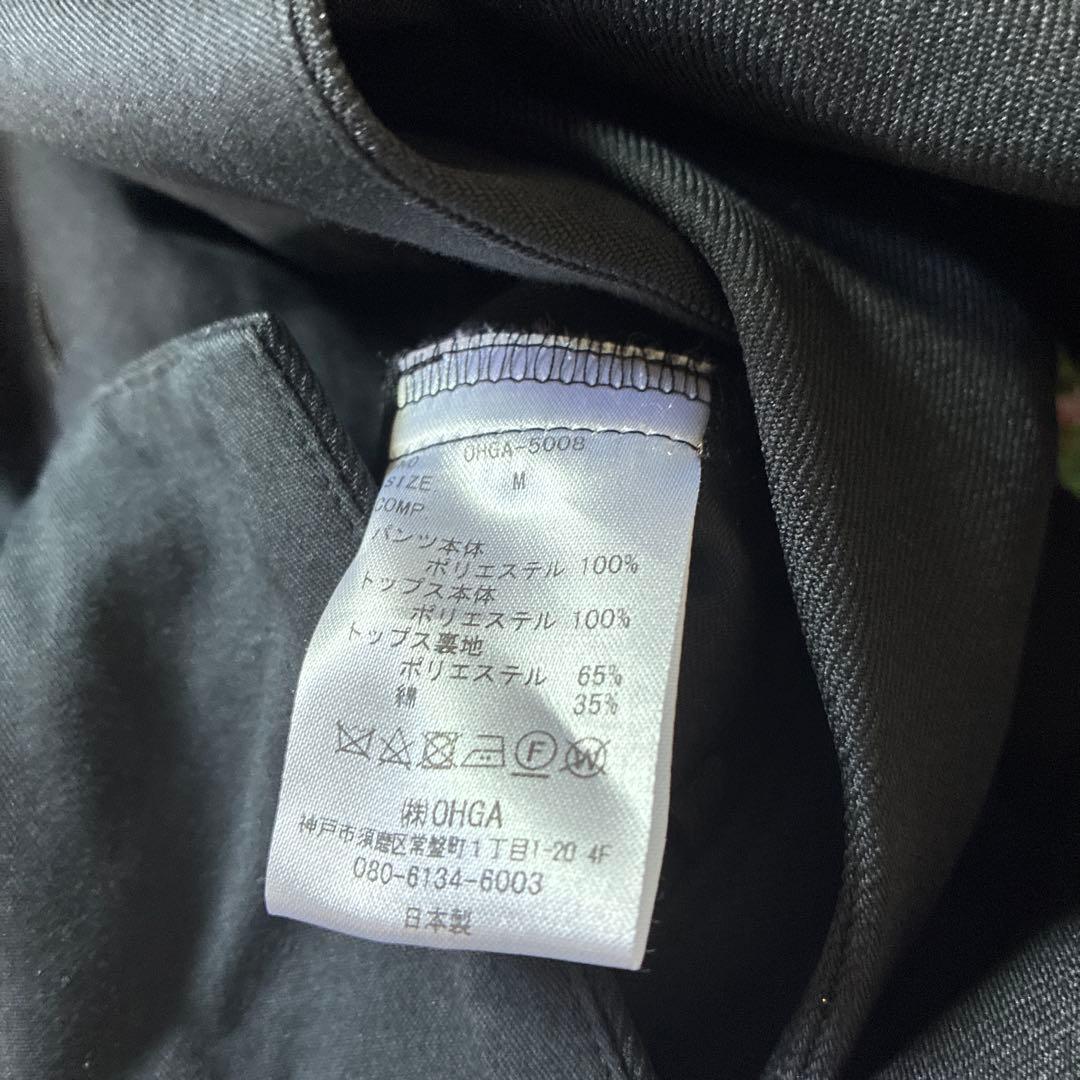 NO OHGA-5008
SIZE. M
COMP.
パンツ本体
ポリエステル 100%
トップス本体
ポリエステル 100%
トップス裏地
ポリエステル 65%
綿 35%
F W
㈱OHGA
神戸市須磨区常盤町1丁目1-20 4F
080-6134-6003
日本製